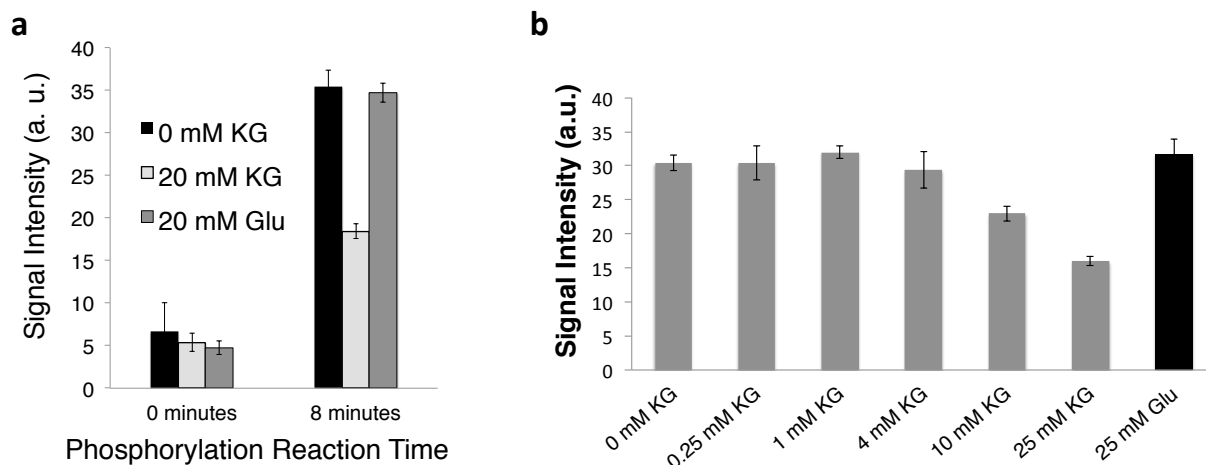 a
Signal Intensity (a. u.)
40
35
30
25
20
15
10
5
0
0 mM KG
20 mM KG
20 mM Glu
0 minutes
8 minutes
Phosphorylation Reaction Time
b
Signal Intensity (a.u.)
40
35
30
25
20
15
10
5
0
0 mM KG
0.25 mM KG
1 mM KG
4 mM KG
10 mM KG
25 mM KG
25 mM Glu